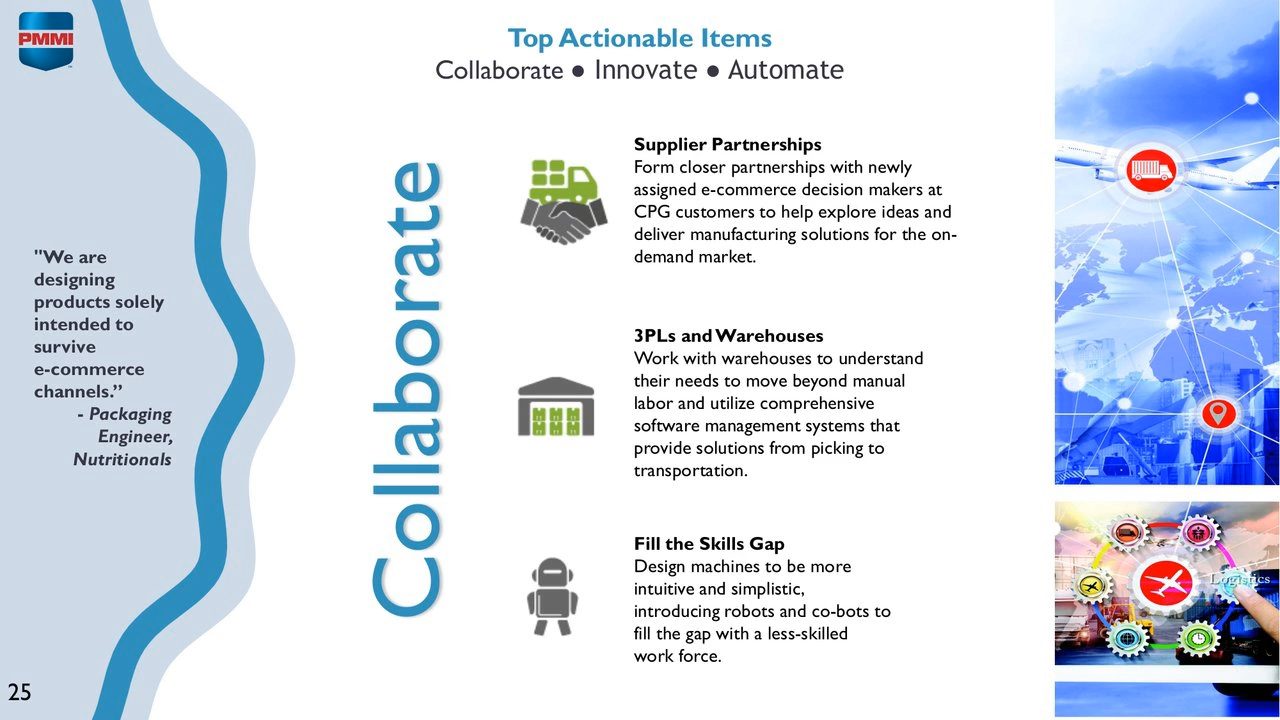 PMMI
Top Actionable Items
Collaborate ● Innovate ● Automate
"We are
designing
products solely
intended to
survive
e-commerce
channels.”
- Packaging
Engineer,
Nutritionals
Collaborate
Supplier Partnerships
Form closer partnerships with newly
assigned e-commerce decision makers at
CPG customers to help explore ideas and
deliver manufacturing solutions for the on-
demand market.
3PLs and Warehouses
Work with warehouses to understand
their needs to move beyond manual
labor and utilize comprehensive
software management systems that
provide solutions from picking to
transportation.
Fill the Skills Gap
Design machines to be more
intuitive and simplistic,
introducing robots and co-bots to
fill the gap with a less-skilled
work force.
Logistics
25